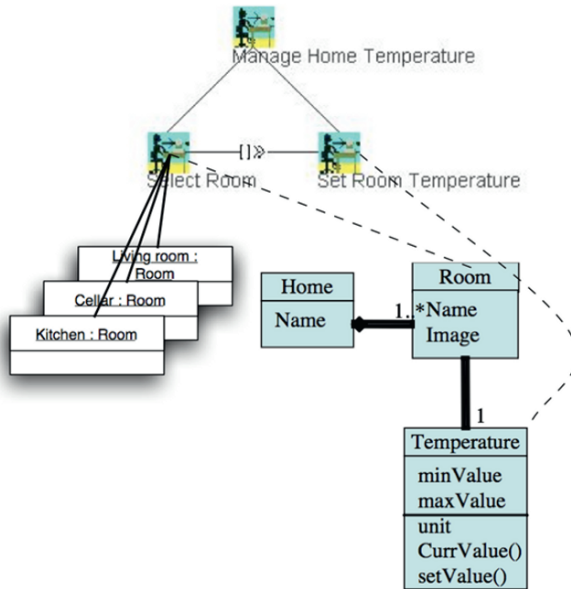 Manage Home Temperature
[]>>
Select Room
Set Room Temperature
Living room :
Room
Cellar : Room
Kitchen : Room
Home
Name
1..*
Room
Name
Image
1
Temperature
minValue
maxValue
unit
CurrValue()
setValue()